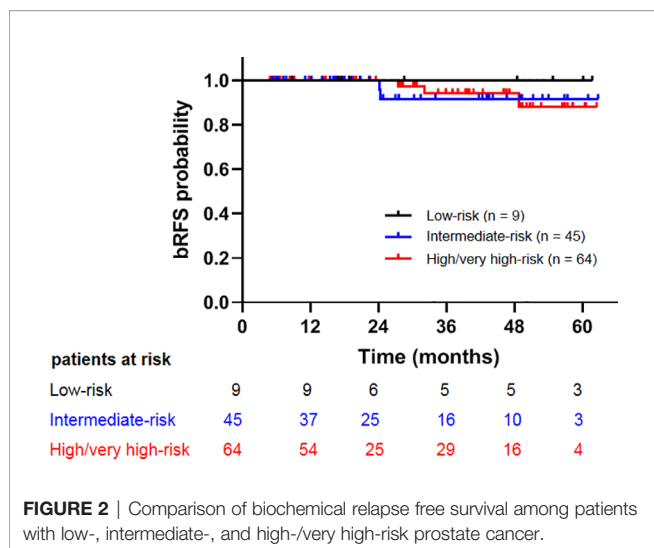 bRFS probability
1.0
0.8
0.6
0.4
0.2
0.0
Low-risk (n = 9)
Intermediate-risk (n = 45)
High/very high-risk (n = 64)
0 12 24 36 48 60
patients at risk Time (months)
Low-risk 9 9 6 5 5 3
Intermediate-risk 45 37 25 16 10 3
High/very high-risk 64 54 25 29 16 4
FIGURE 2 | Comparison of biochemical relapse free survival among patients
with low-, intermediate-, and high-/very high-risk prostate cancer.